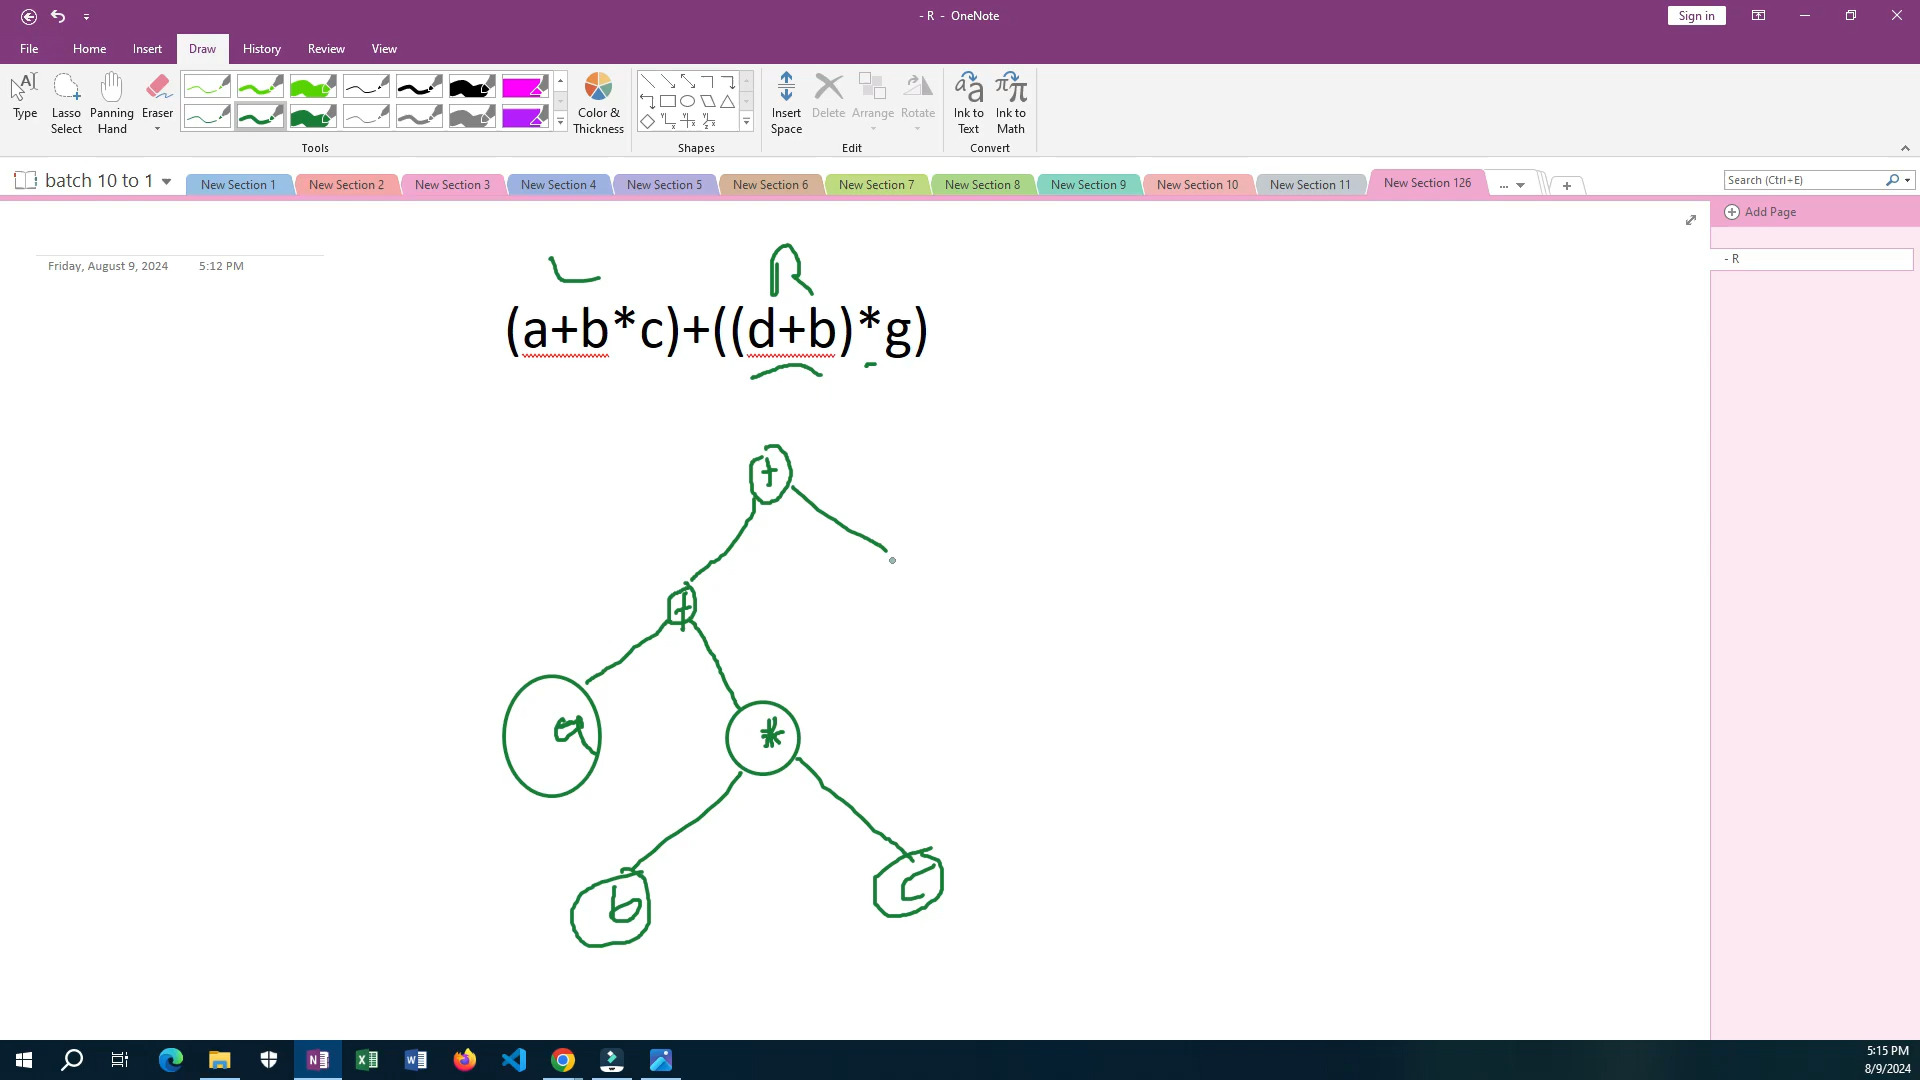 - R - OneNote
Sign in
File Home Insert Draw History Review View
Type
Lasso Select
Panning Hand
Eraser
Color & Thickness
Insert Space
Delete
Arrange
Rotate
Ink to Text
Ink to Math
Tools Shapes Edit Convert
batch 10 to 1 New Section 1 New Section 2 New Section 3 New Section 4 New Section 5 New Section 6 New Section 7 New Section 8 New Section 9 New Section 10 New Section 11 New Section 126 ... Search (Ctrl+E)
Add Page
- R
Friday, August 9, 2024 5:12 PM
L R
(a+b*c)+((d+b)*g)
+
+
a *
b c
5:15 PM
8/9/2024